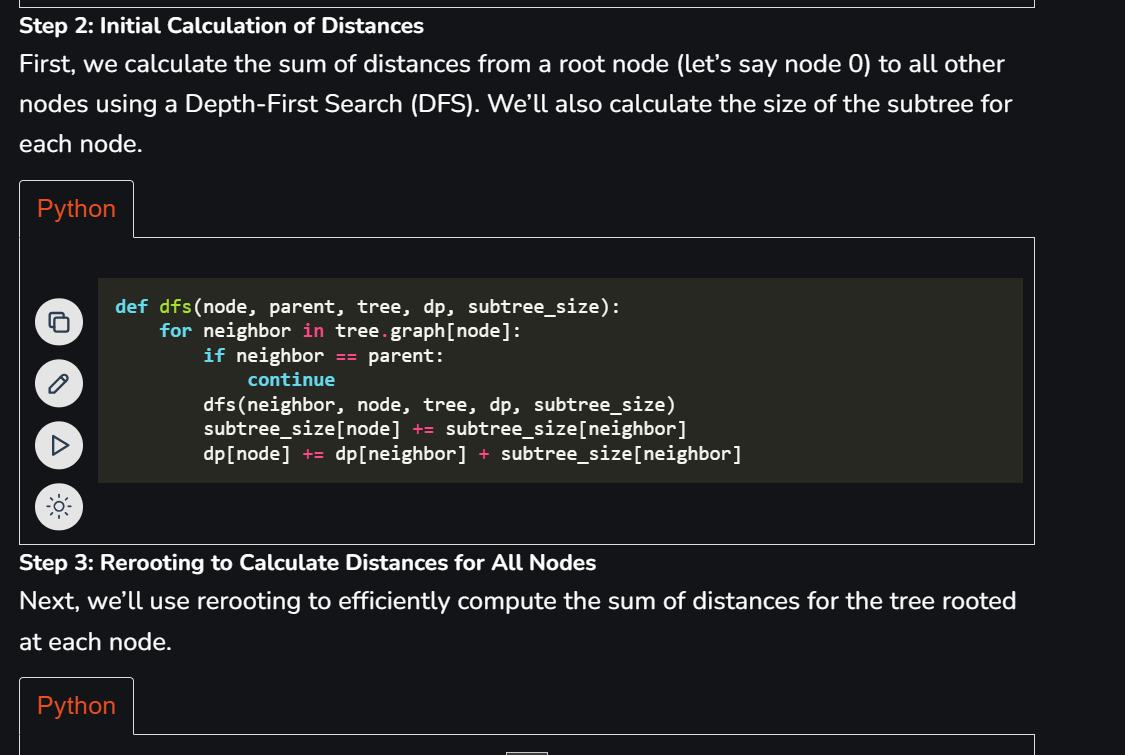 Step 2: Initial Calculation of Distances
First, we calculate the sum of distances from a root node (let’s say node 0) to all other
nodes using a Depth-First Search (DFS). We’ll also calculate the size of the subtree for
each node.
Python
def dfs(node, parent, tree, dp, subtree_size):
    for neighbor in tree.graph[node]:
        if neighbor == parent:
            continue
        dfs(neighbor, node, tree, dp, subtree_size)
        subtree_size[node] += subtree_size[neighbor]
        dp[node] += dp[neighbor] + subtree_size[neighbor]
Step 3: Rerooting to Calculate Distances for All Nodes
Next, we’ll use rerooting to efficiently compute the sum of distances for the tree rooted
at each node.
Python